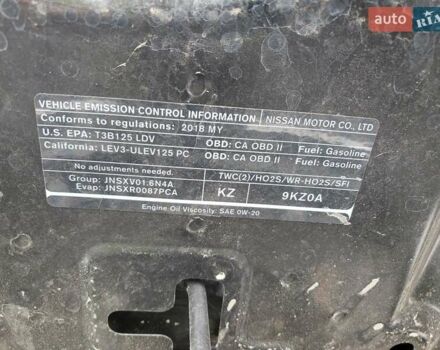 auto RIA
VEHICLE EMISSION CONTROL INFORMATION NISSAN MOTOR CO., LTD
Conforms to regulations: 2018 MY
U.S. EPA: T3B125 LDV OBD: CA OBD II Fuel: Gasoline
California: LEV3-ULEV125 PC OBD: CA OBD II Fuel: Gasoline
No adjustments needed. TWC(2)/HO2S/WR-HO2S/SFI
Group: JNSXV01.6N4A
Evap: JNSXR0087PCA KZ 9KZ0A
Engine Oil Viscosity: SAE 0W-20